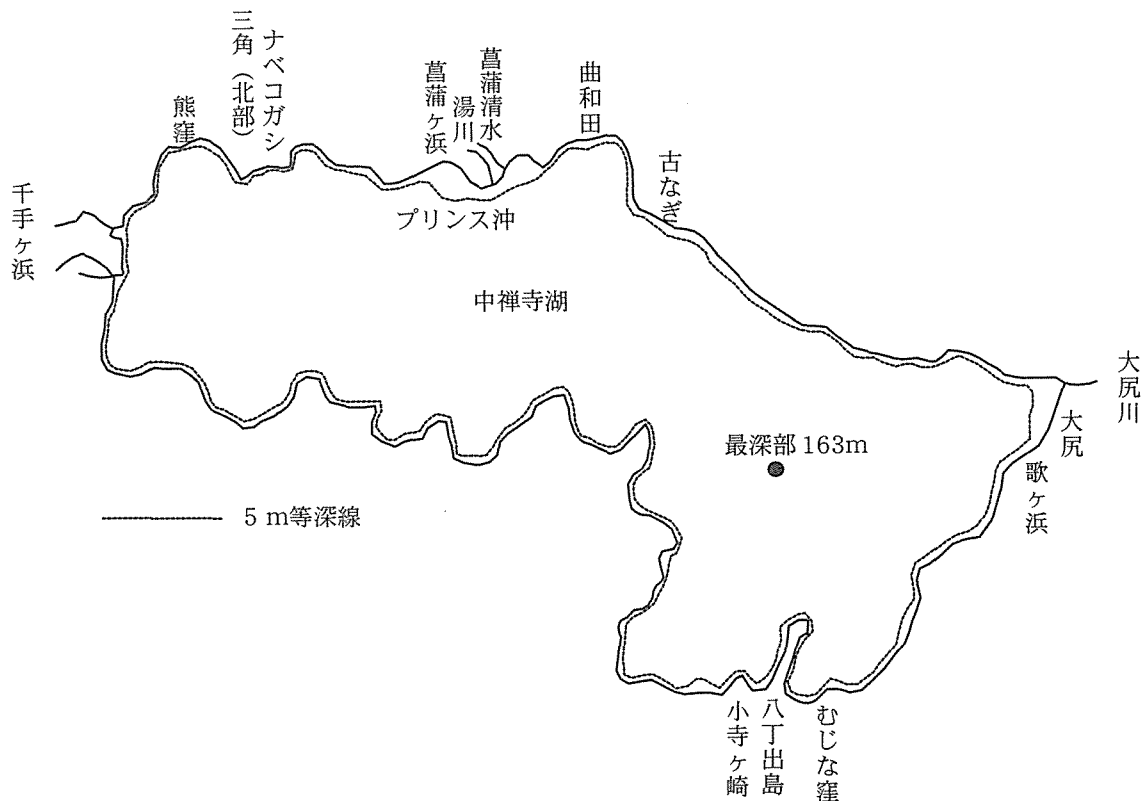 三角（北部）
ナベコガシ
熊窪
千手ヶ浜
菖蒲ヶ浜
湯川
菖蒲清水
曲和田
古なぎ
プリンス沖
中禅寺湖
大尻川
大尻
歌ヶ浜
最深部 163m
5 m等深線
小寺ヶ崎
八丁出島
むじな窪